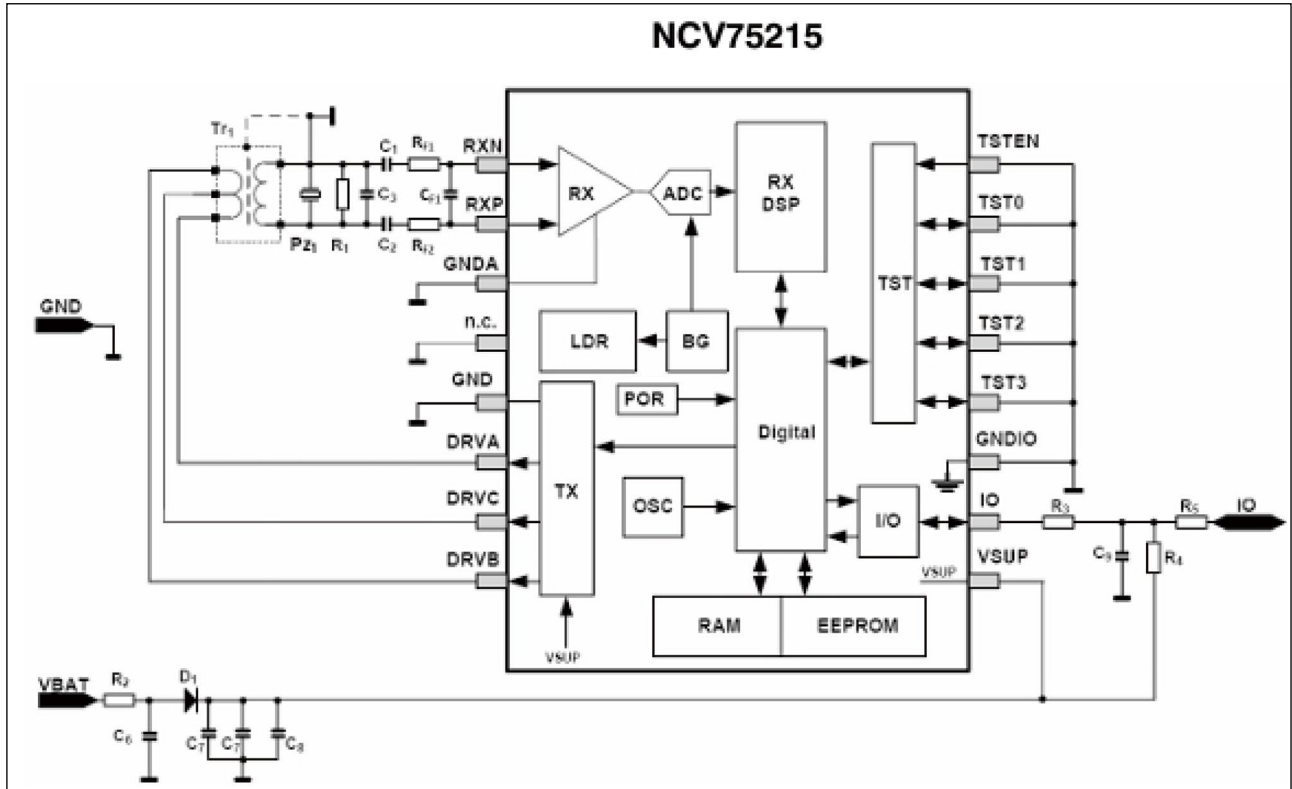 NCV75215
Tr1
C1
Rf1
RXN
C3
CF1
RXP
Pz1
R1
C2
Rf2
GNDA
n.c.
GND
GND
DRVA
DRVC
DRVB
RX
ADC
RX
DSP
LDR
BG
POR
Digital
TX
OSC
I/O
RAM
EEPROM
VSUP
TST
TSTEN
TST0
TST1
TST2
TST3
GNDIO
IO
R3
R5
IO
C9
R4
VSUP
VSUP
VBAT
R2
D1
C6
C7
C7
C8